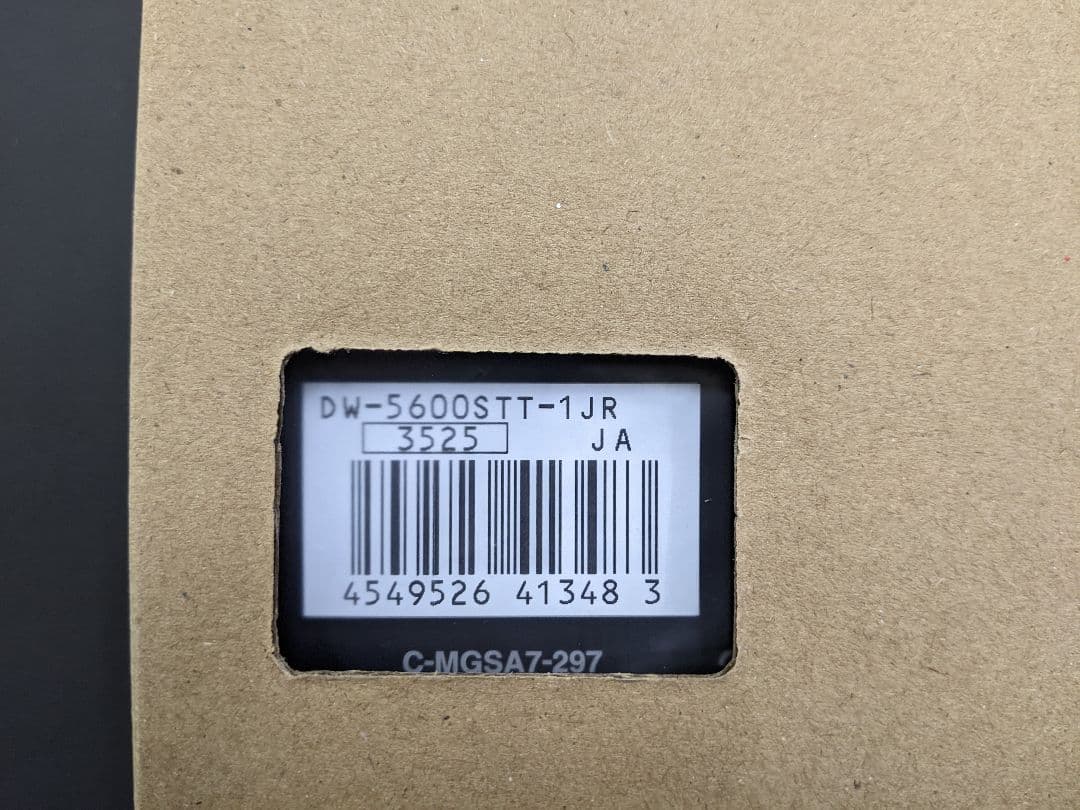 DW-5600STT-1JR
3525 JA
4549526 41348 3
C-MGSA7-297